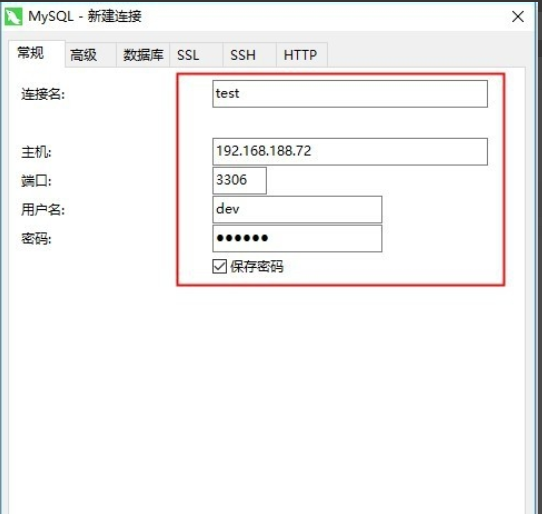 MySQL - 新建连接
常规 高级 数据库 SSL SSH HTTP
连接名: test
主机: 192.168.188.72
端口: 3306
用户名: dev
密码: ●●●●●●
保存密码